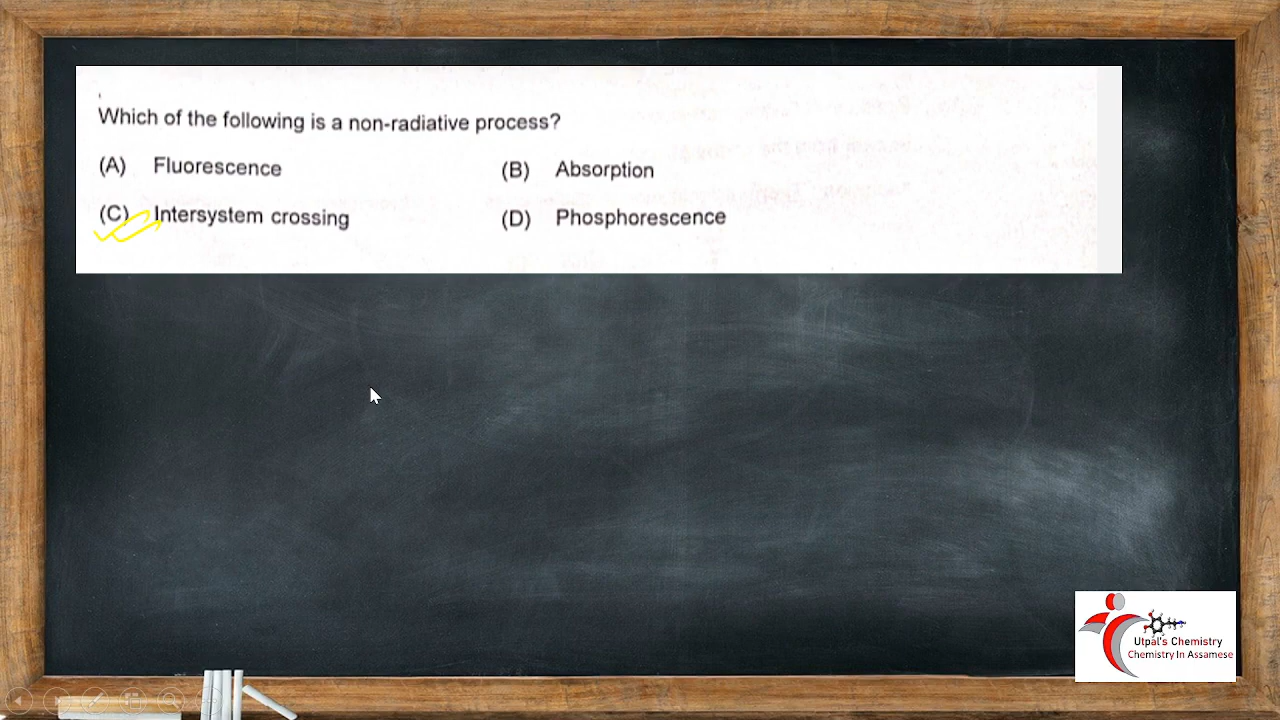 Which of the following is a non-radiative process?
(A) Fluorescence (B) Absorption
(C) Intersystem crossing (D) Phosphorescence
Utpal's Chemistry
Chemistry In Assamese